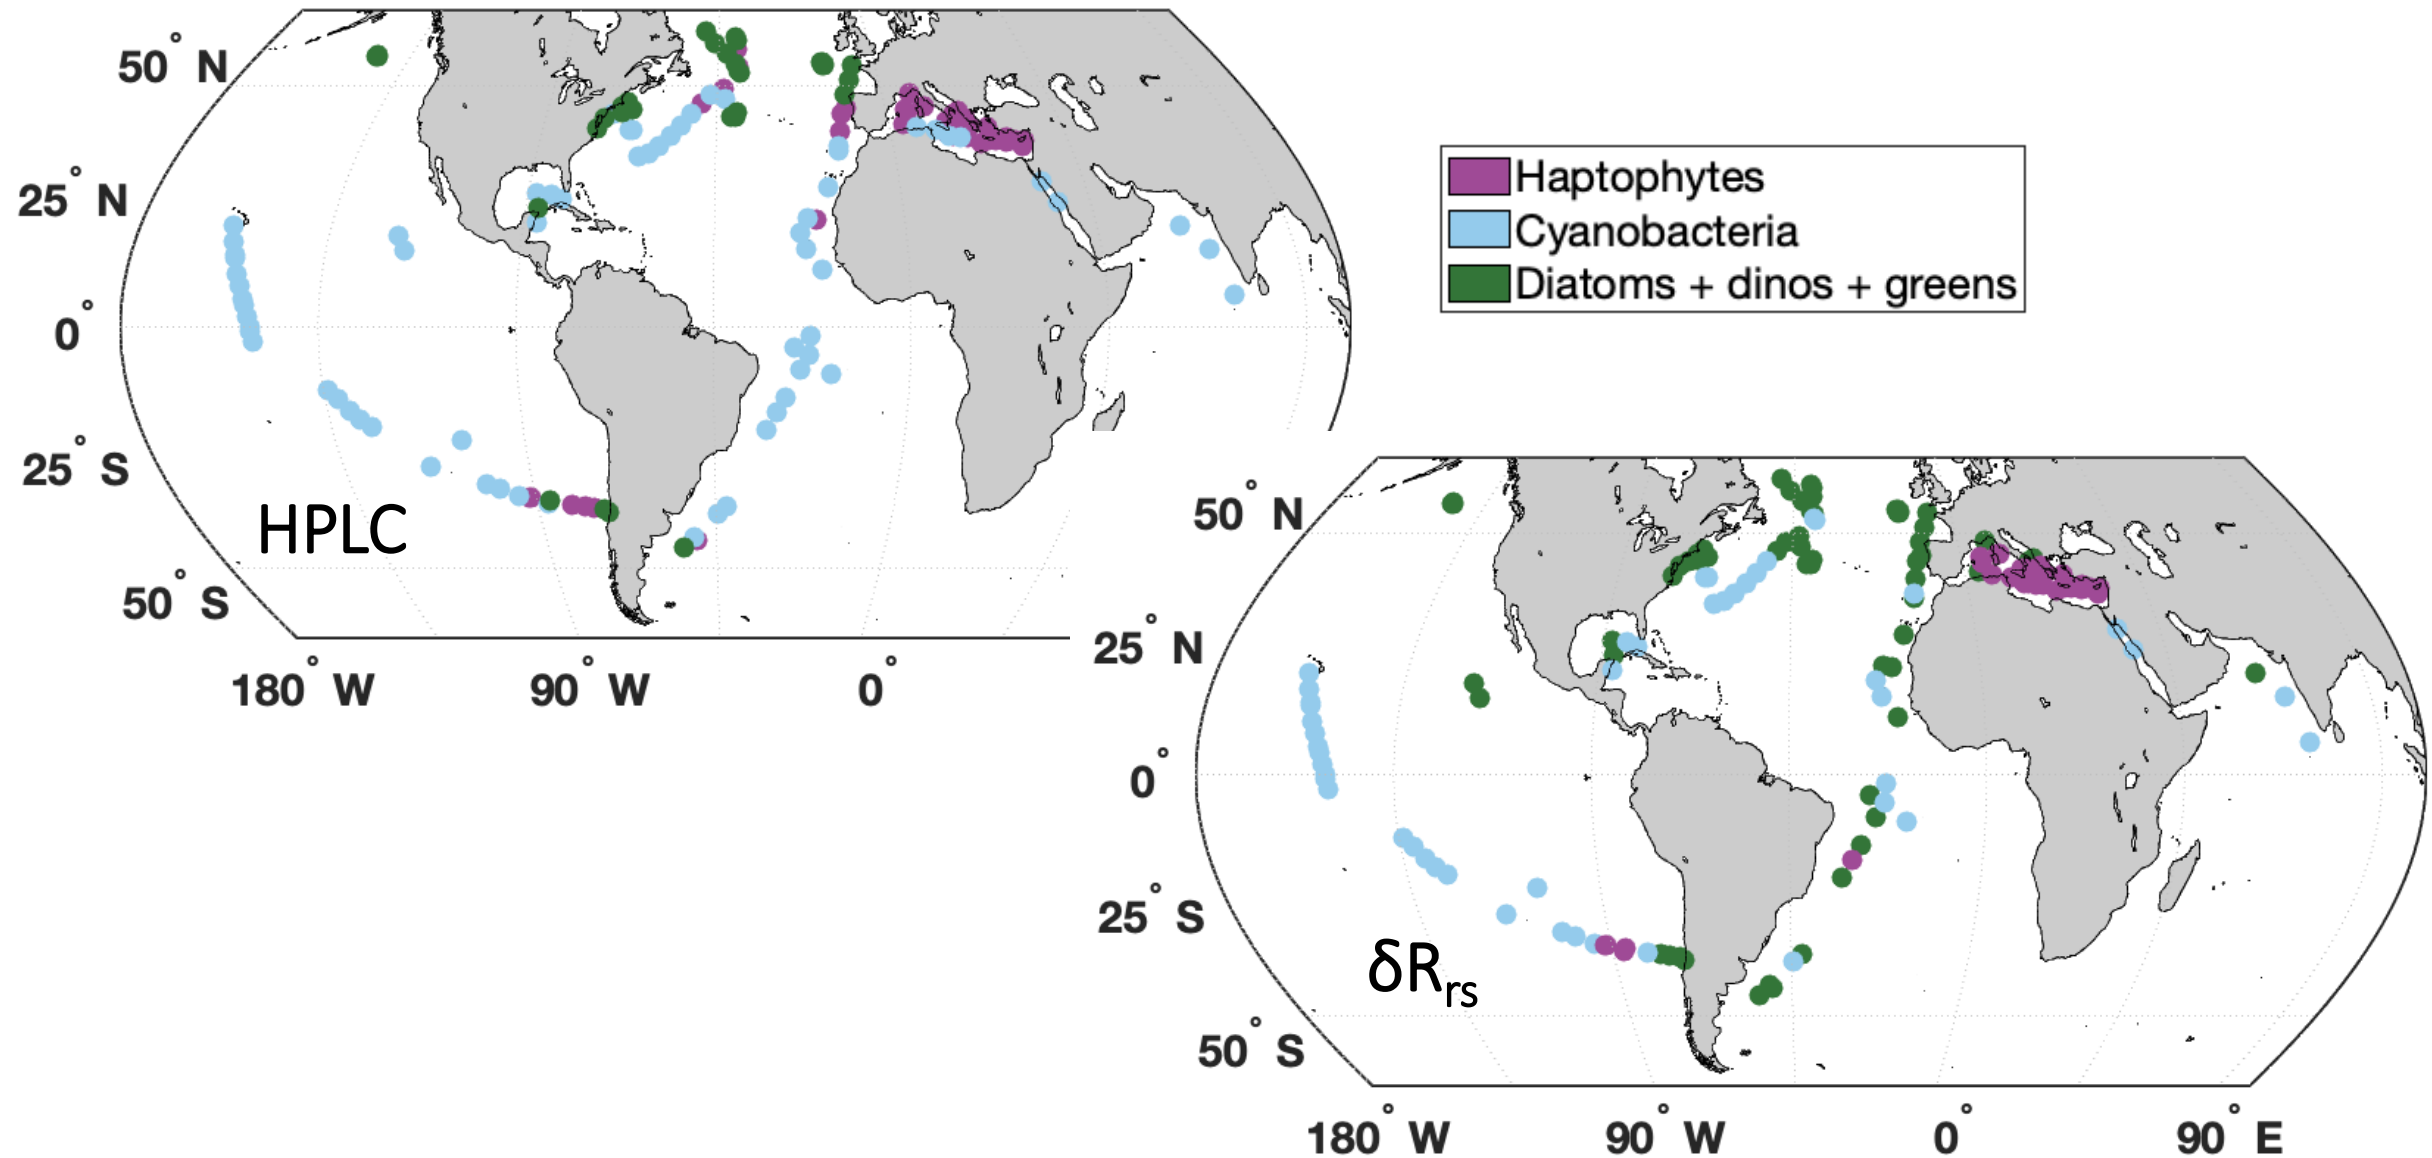 50° N
25° N
0°
25° S
50° S
180° W
90° W
0°
HPLC
Haptophytes
Cyanobacteria
Diatoms + dinos + greens
50° N
25° N
0°
25° S
50° S
180° W
90° W
0°
90° E
δRrs